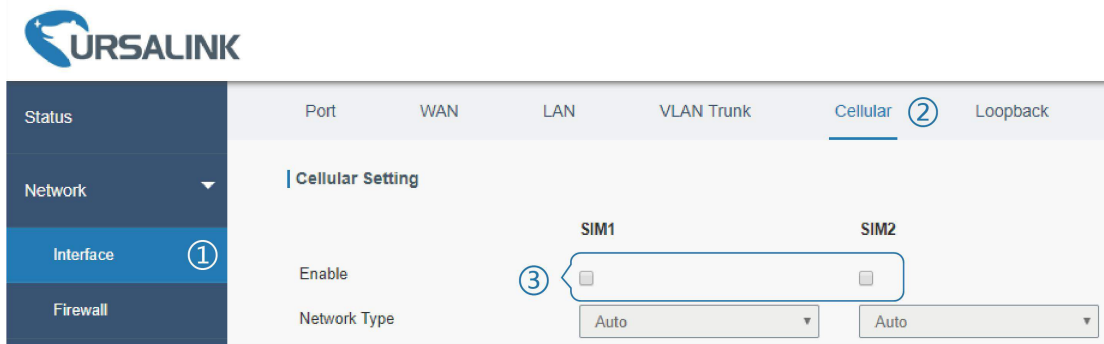 URSALINK
Status
Port WAN LAN VLAN Trunk Cellular ② Loopback
Network
Cellular Setting
SIM1 SIM2
Interface ①
Enable ③
Firewall
Network Type Auto Auto